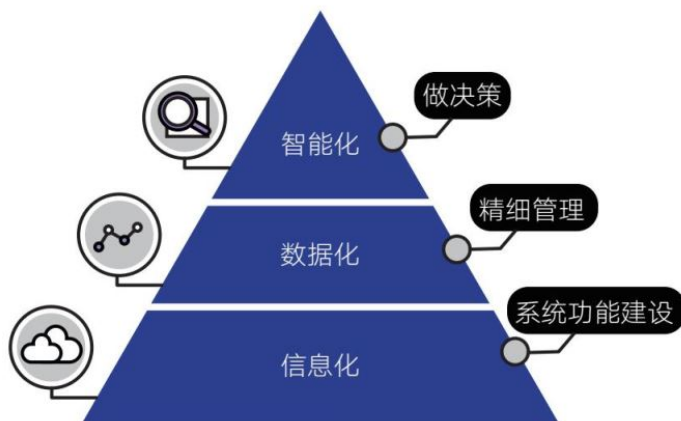 做决策
智能化
精细管理
数据化
系统功能建设
信息化